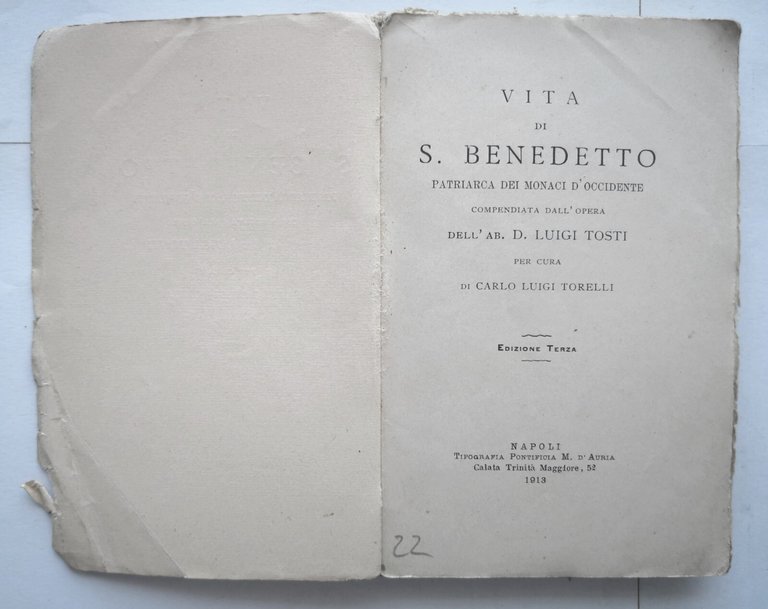 VITA
DI
S. BENEDETTO
PATRIARCA DEI MONACI D'OCCIDENTE
COMPENDIATA DALL'OPERA
DELL'AB. D. LUIGI TOSTI
PER CURA
DI CARLO LUIGI TORELLI
EDIZIONE TERZA
NAPOLI
TIPOGRAFIA PONTIFICIA M. D'AURIA
Calata Trinità Maggiore, 52
1913
22